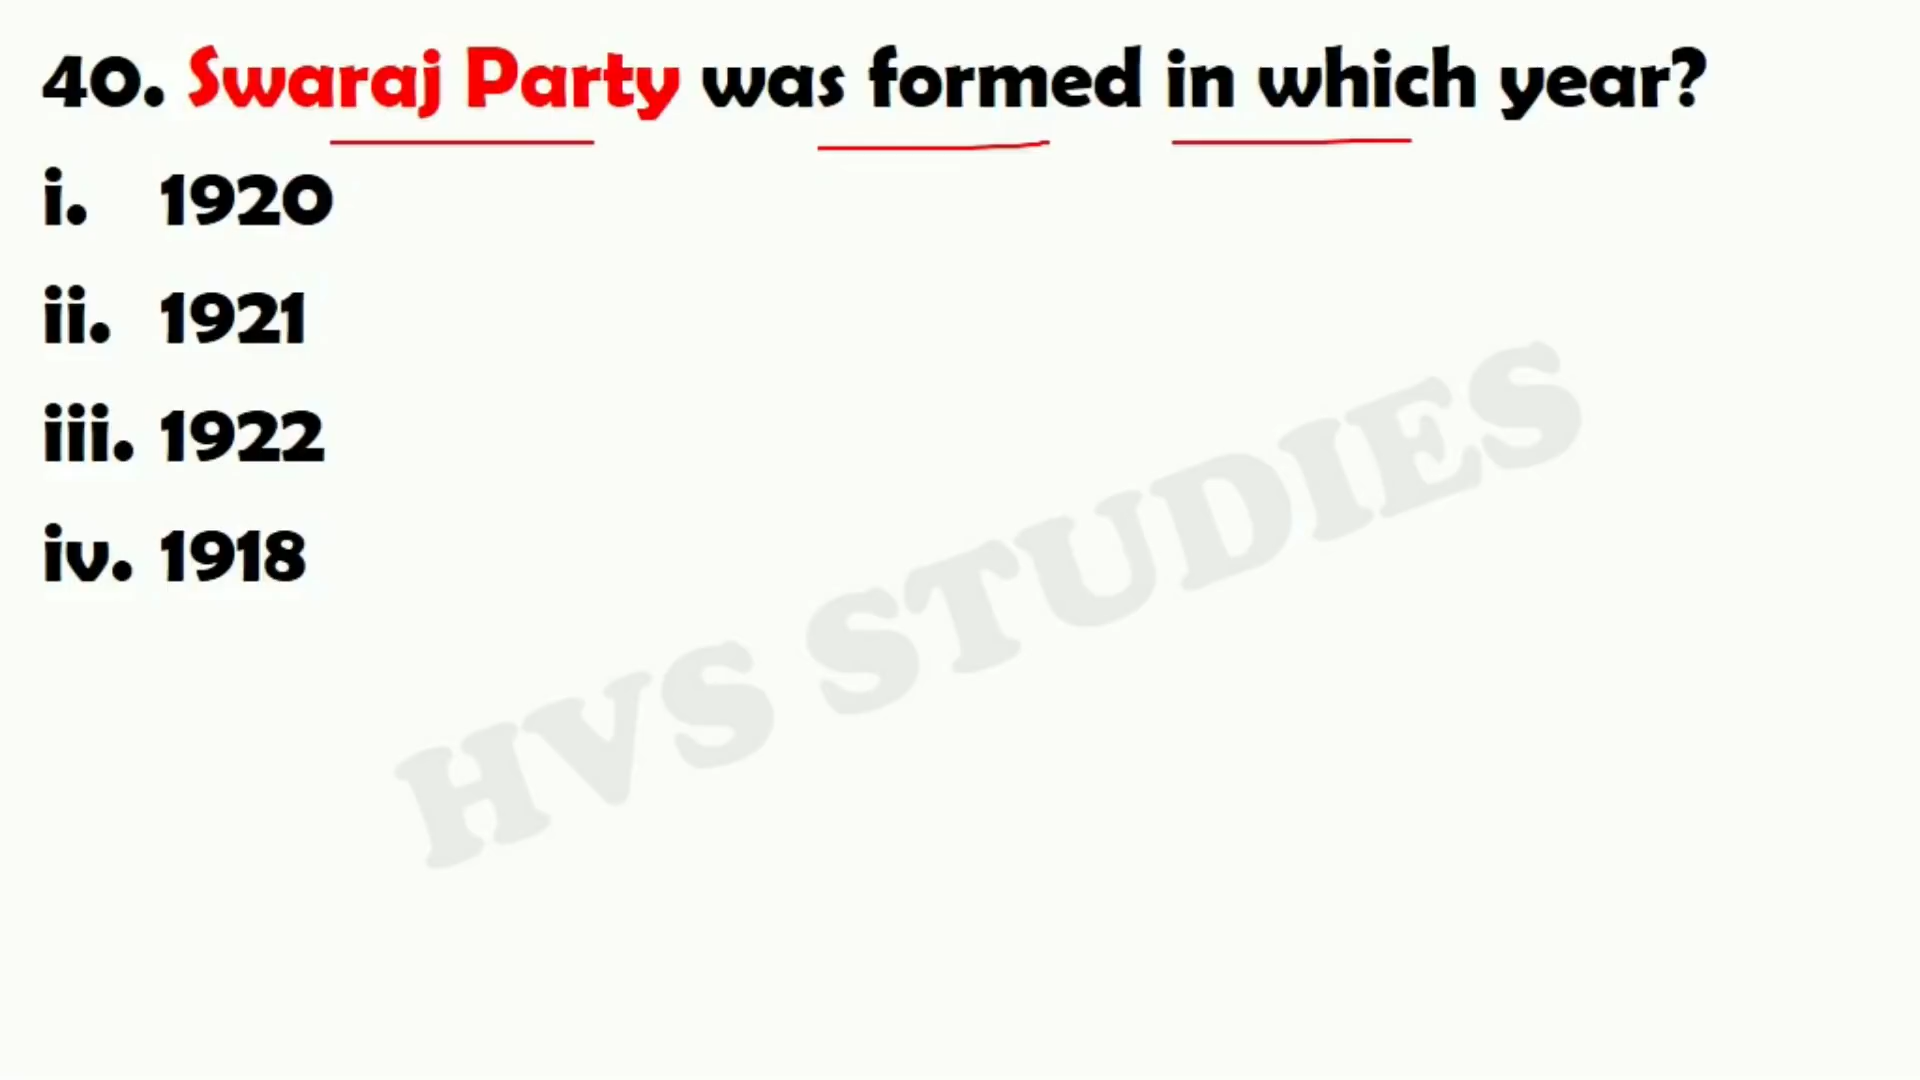 40. Swaraj Party was formed in which year?
i. 1920
ii. 1921
iii. 1922
iv. 1918
HVS STUDIES